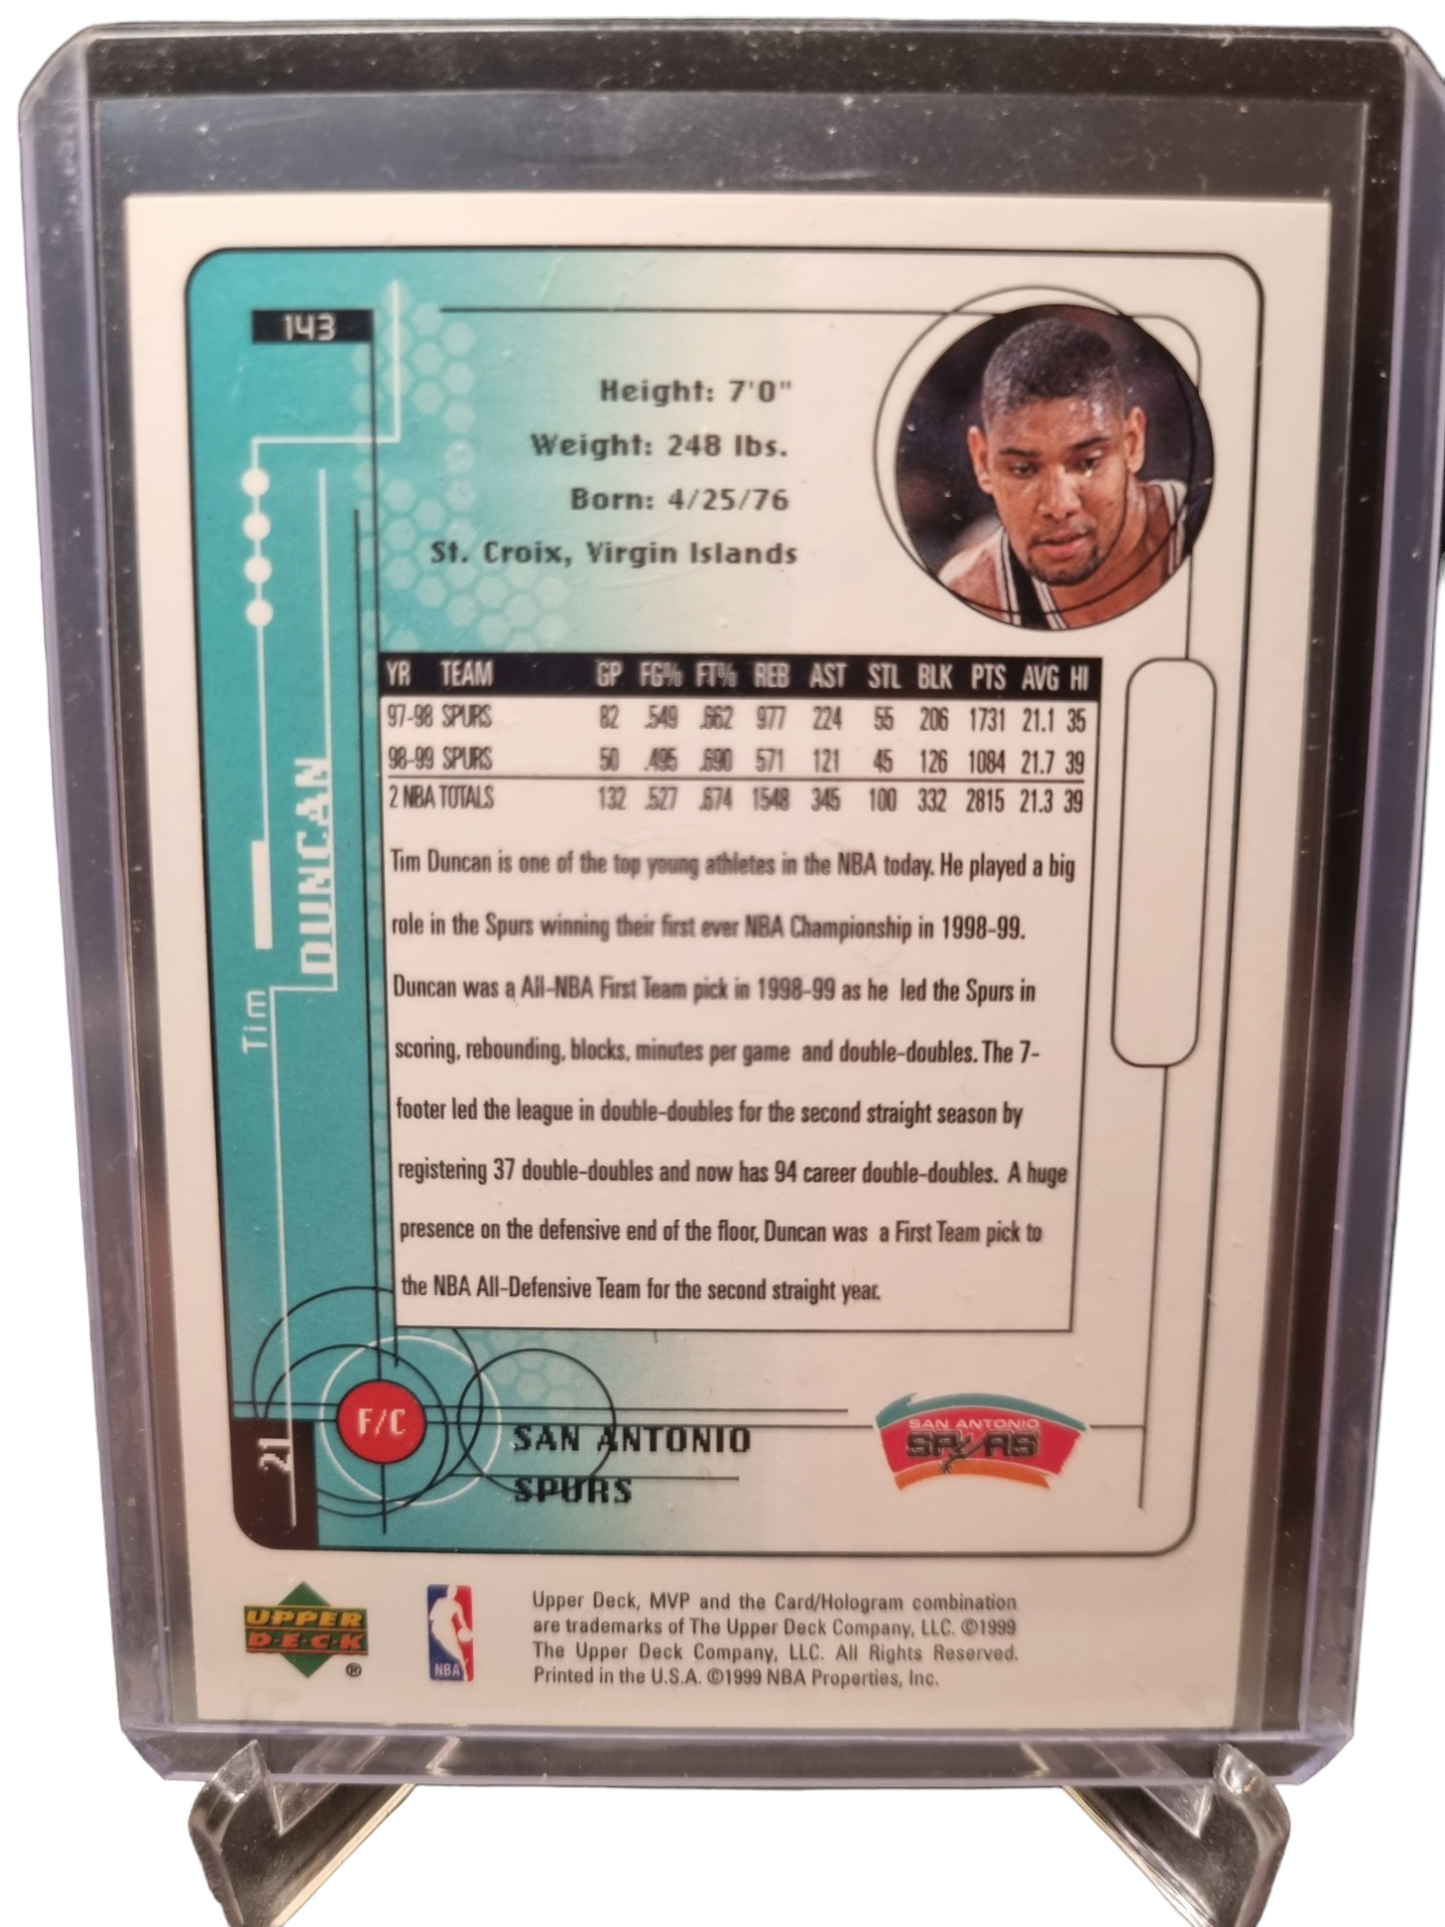 143
Height: 7'0"
Weight: 248 lbs.
Born: 4/25/76
St. Croix, Virgin Islands
YR TEAM GP FG% FT% REB AST STL BLK PTS AVG HI
97-98 SPURS 82 .549 .662 977 224 55 206 1731 21.1 35
98-99 SPURS 50 .495 .690 571 121 45 126 1084 21.7 39
2 NBA TOTALS 132 .527 .674 1548 345 100 332 2815 21.3 39
Tim Duncan is one of the top young athletes in the NBA today. He played a big
role in the Spurs winning their first ever NBA Championship in 1998-99.
Duncan was a All-NBA First Team pick in 1998-99 as he led the Spurs in
scoring, rebounding, blocks, minutes per game and double-doubles. The 7-
footer led the league in double-doubles for the second straight season by
registering 37 double-doubles and now has 94 career double-doubles. A huge
presence on the defensive end of the floor, Duncan was a First Team pick to
the NBA All-Defensive Team for the second straight year.
Tim
DUNCAN
21
F/C
SAN ANTONIO
SPURS
SAN ANTONIO
SPURS
UPPER
D·E·C·K
®
NBA
Upper Deck, MVP and the Card/Hologram combination
are trademarks of The Upper Deck Company, LLC. ©1999
The Upper Deck Company, LLC. All Rights Reserved.
Printed in the U.S.A. ©1999 NBA Properties, Inc.